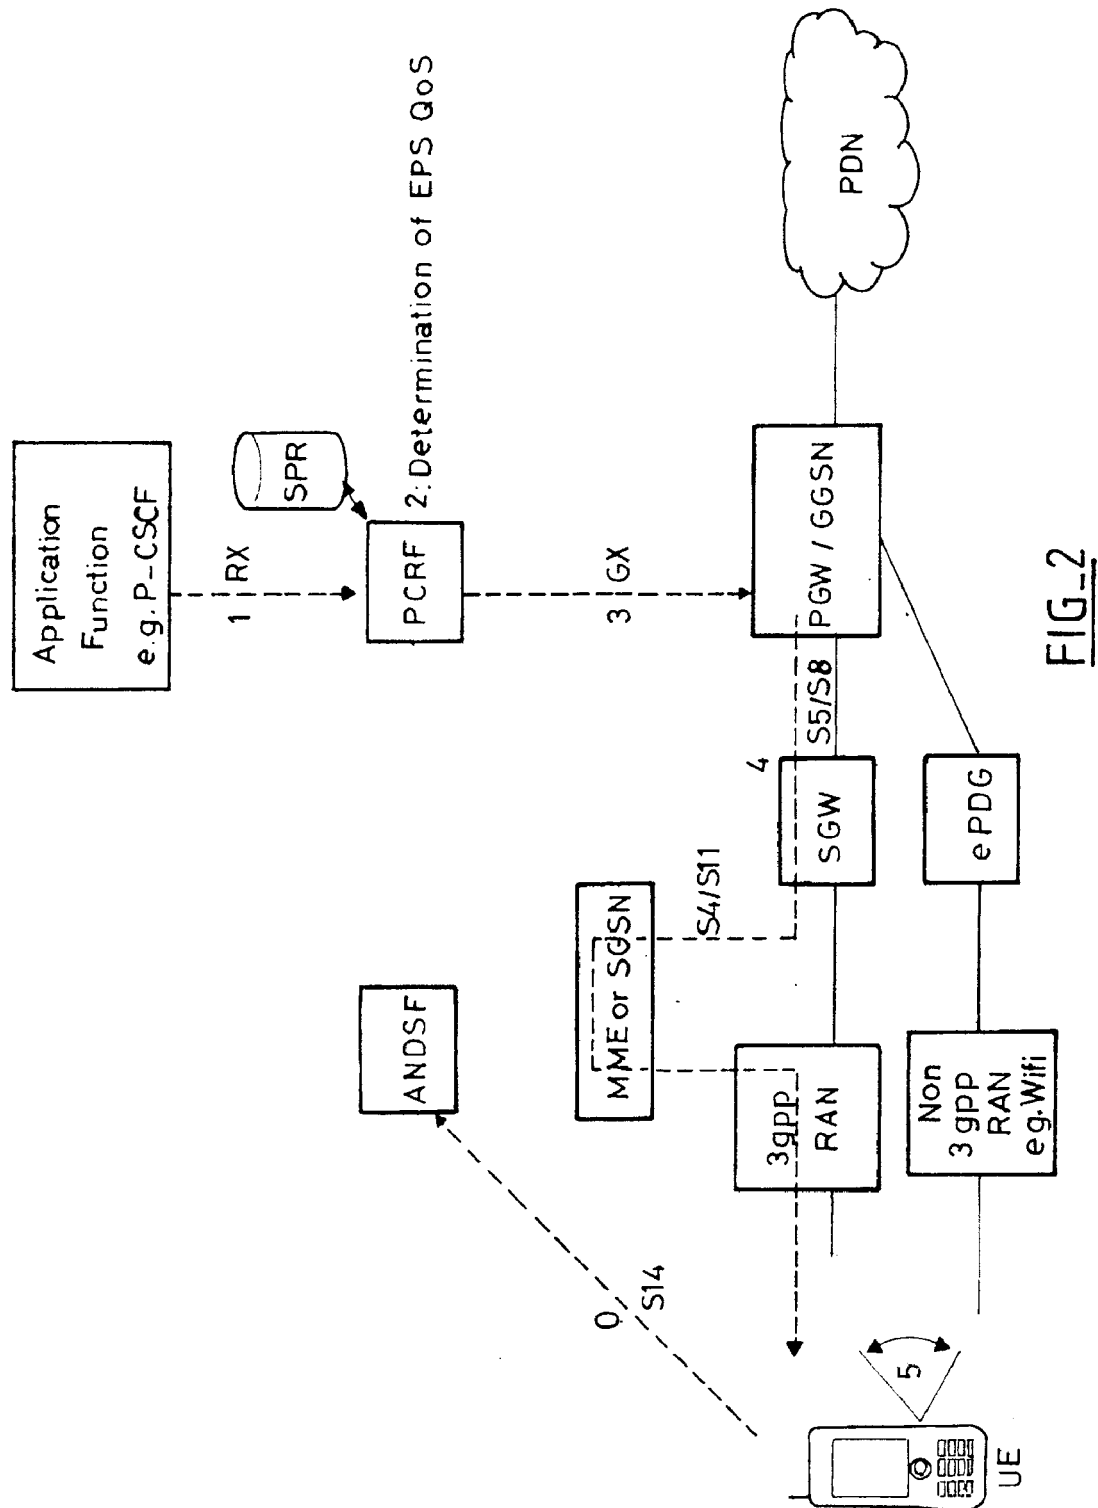 Application
Function
e.g. P-CSCF
1 RX
SPR
PCRF
2: Determination of EPS QoS
3 GX
ANDSF
0
S14
MME or SGSN
S4/S11
4
3gpp
RAN
SGW
S5/S8
PGW / GGSN
PDN
Non
3gpp
RAN
eg. Wifi
ePDG
5
UE
FIG_2